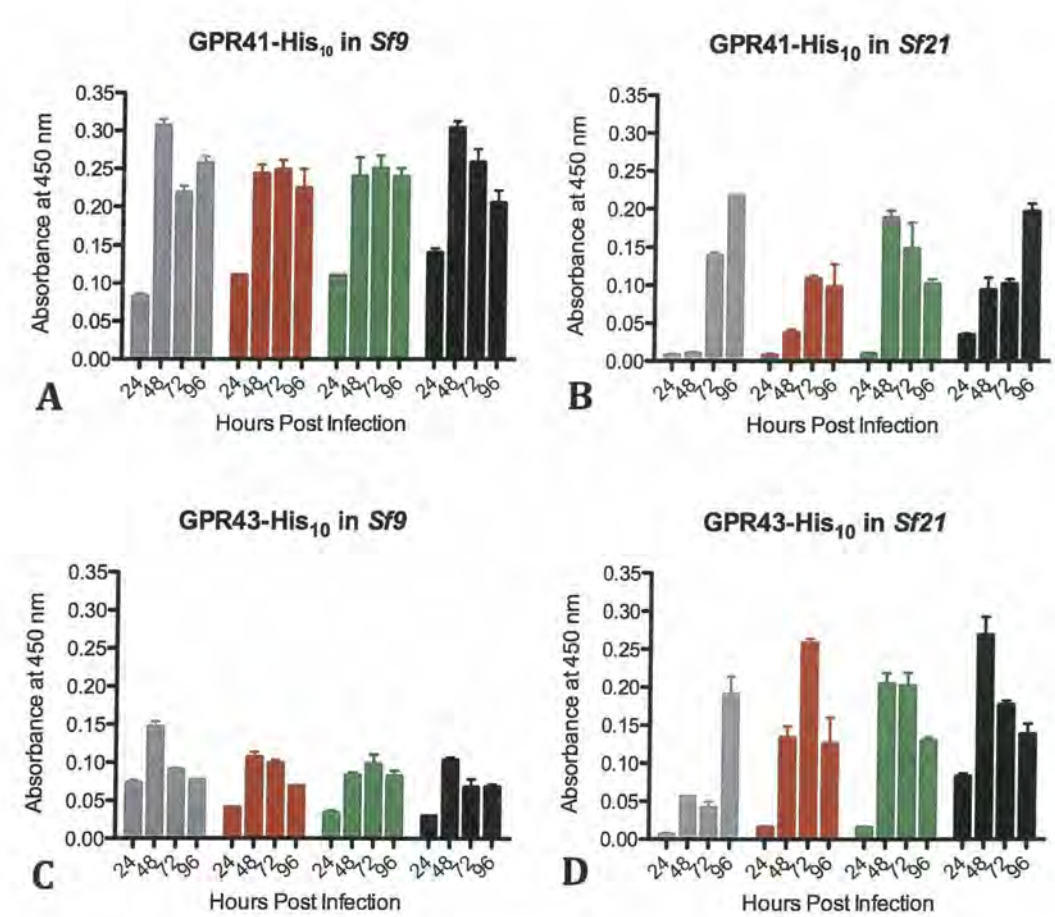 GPR41-His₁₀ in Sf9
Absorbance at 450 nm
0.35
0.30
0.25
0.20
0.15
0.10
0.05
0.00
24 48 72 96 24 48 72 96 24 48 72 96 24 48 72 96
Hours Post Infection
A
GPR41-His₁₀ in Sf21
Absorbance at 450 nm
0.35
0.30
0.25
0.20
0.15
0.10
0.05
0.00
24 48 72 96 24 48 72 96 24 48 72 96 24 48 72 96
Hours Post Infection
B
GPR43-His₁₀ in Sf9
Absorbance at 450 nm
0.35
0.30
0.25
0.20
0.15
0.10
0.05
0.00
24 48 72 96 24 48 72 96 24 48 72 96 24 48 72 96
Hours Post Infection
C
GPR43-His₁₀ in Sf21
Absorbance at 450 nm
0.35
0.30
0.25
0.20
0.15
0.10
0.05
0.00
24 48 72 96 24 48 72 96 24 48 72 96 24 48 72 96
Hours Post Infection
D